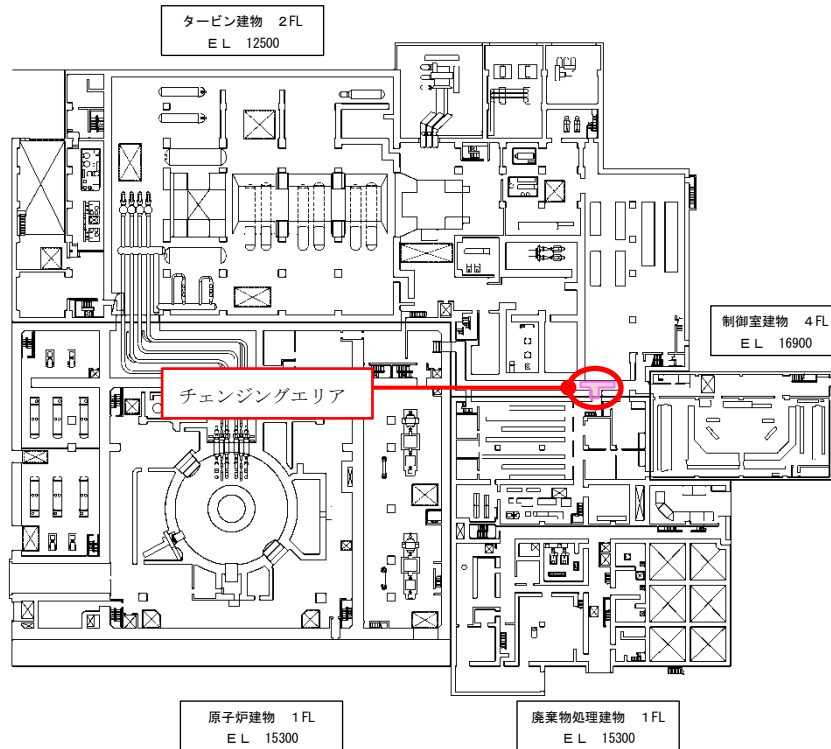 タービン建物 2FL
EL 12500
制御室建物 4FL
EL 16900
チェンジングエリア
原子炉建物 1FL
EL 15300
廃棄物処理建物 1FL
EL 15300